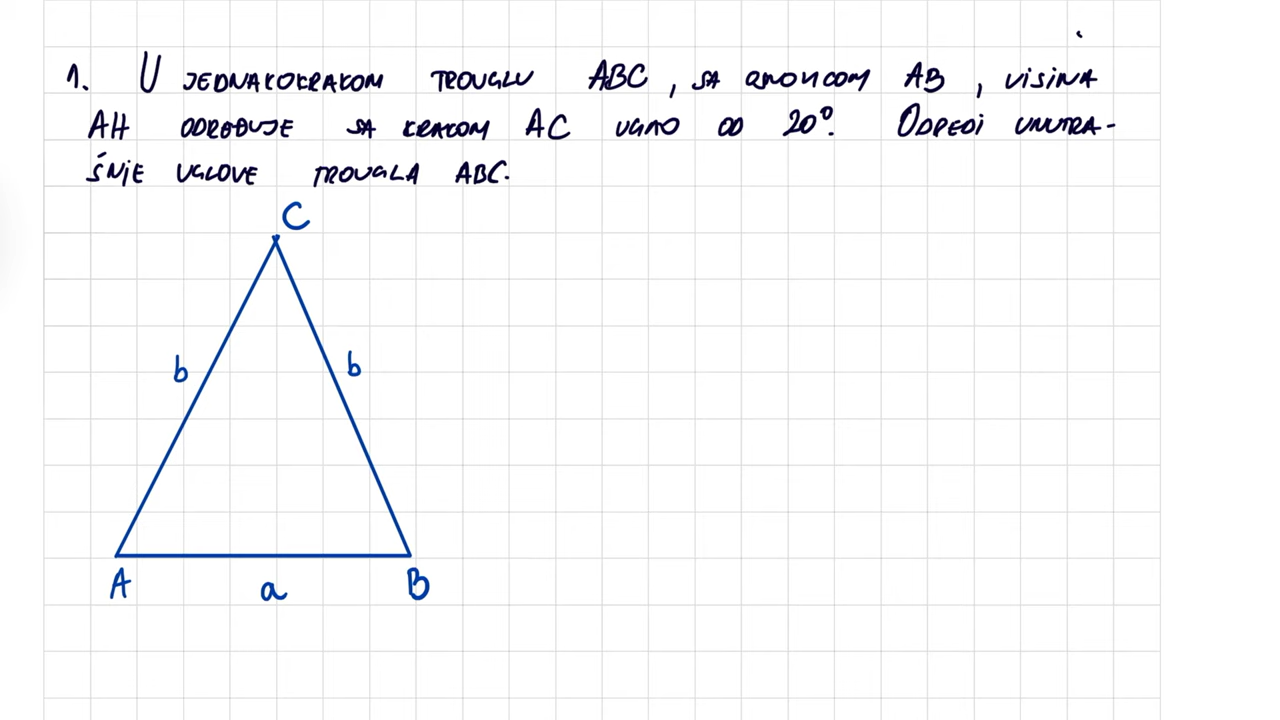 1. U JEDNAKOKRAKOM TROUGLU ABC, SA OSNOVICOM AB, VISINA
AH ODREĐUJE SA KRAKOM AC UGAO OD 20°. ODREDI UNUTRA-
ŠNJE UGLOVE TROUGLA ABC.
C
b b
A a B